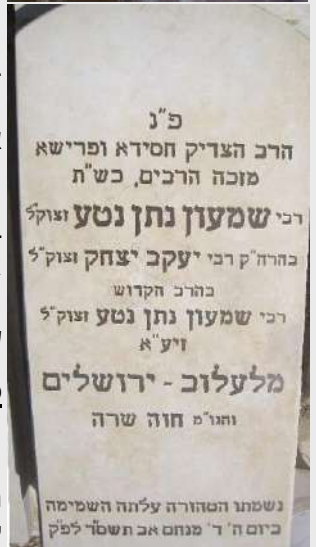 פ"נ
הרב הצדיק חסידא ופרישא
מזכה הרבים, כש"ת
רבי שמעון נתן נטע זצוק"ל
בהרה"ק רבי יעקב יצחק זצוק"ל
בהרב הקדוש
רבי שמעון נתן נטע זצוק"ל
זיע"א
מלעלוב - ירושלים
ותנו"מ חוה שרה
נשמתו הטהורה עלתה השמימה
ביום ה' ד' מנחם אב תשס"ד לפ"ק